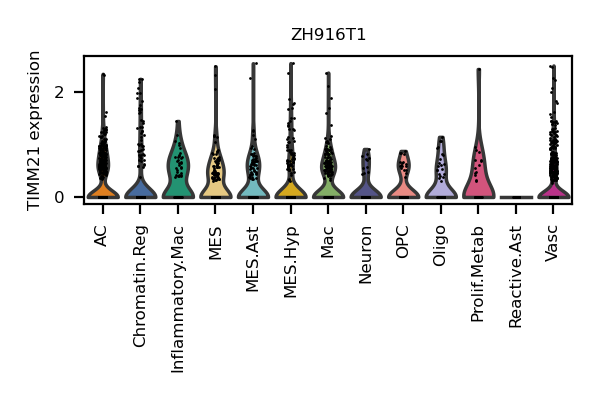 ZH916T1
TIMM21 expression
2
0
AC
Chromatin.Reg
Inflammatory.Mac
MES
MES.Ast
MES.Hyp
Mac
Neuron
OPC
Oligo
Prolif.Metab
Reactive.Ast
Vasc